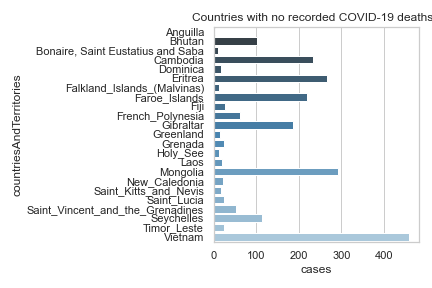 Countries with no recorded COVID-19 deaths
countriesAndTerritories
Anguilla
Bhutan
Bonaire, Saint Eustatius and Saba
Cambodia
Dominica
Eritrea
Falkland_Islands_(Malvinas)
Faroe_Islands
Fiji
French_Polynesia
Gibraltar
Greenland
Grenada
Holy_See
Laos
Mongolia
New_Caledonia
Saint_Kitts_and_Nevis
Saint_Lucia
Saint_Vincent_and_the_Grenadines
Seychelles
Timor_Leste
Vietnam
0 100 200 300 400
cases